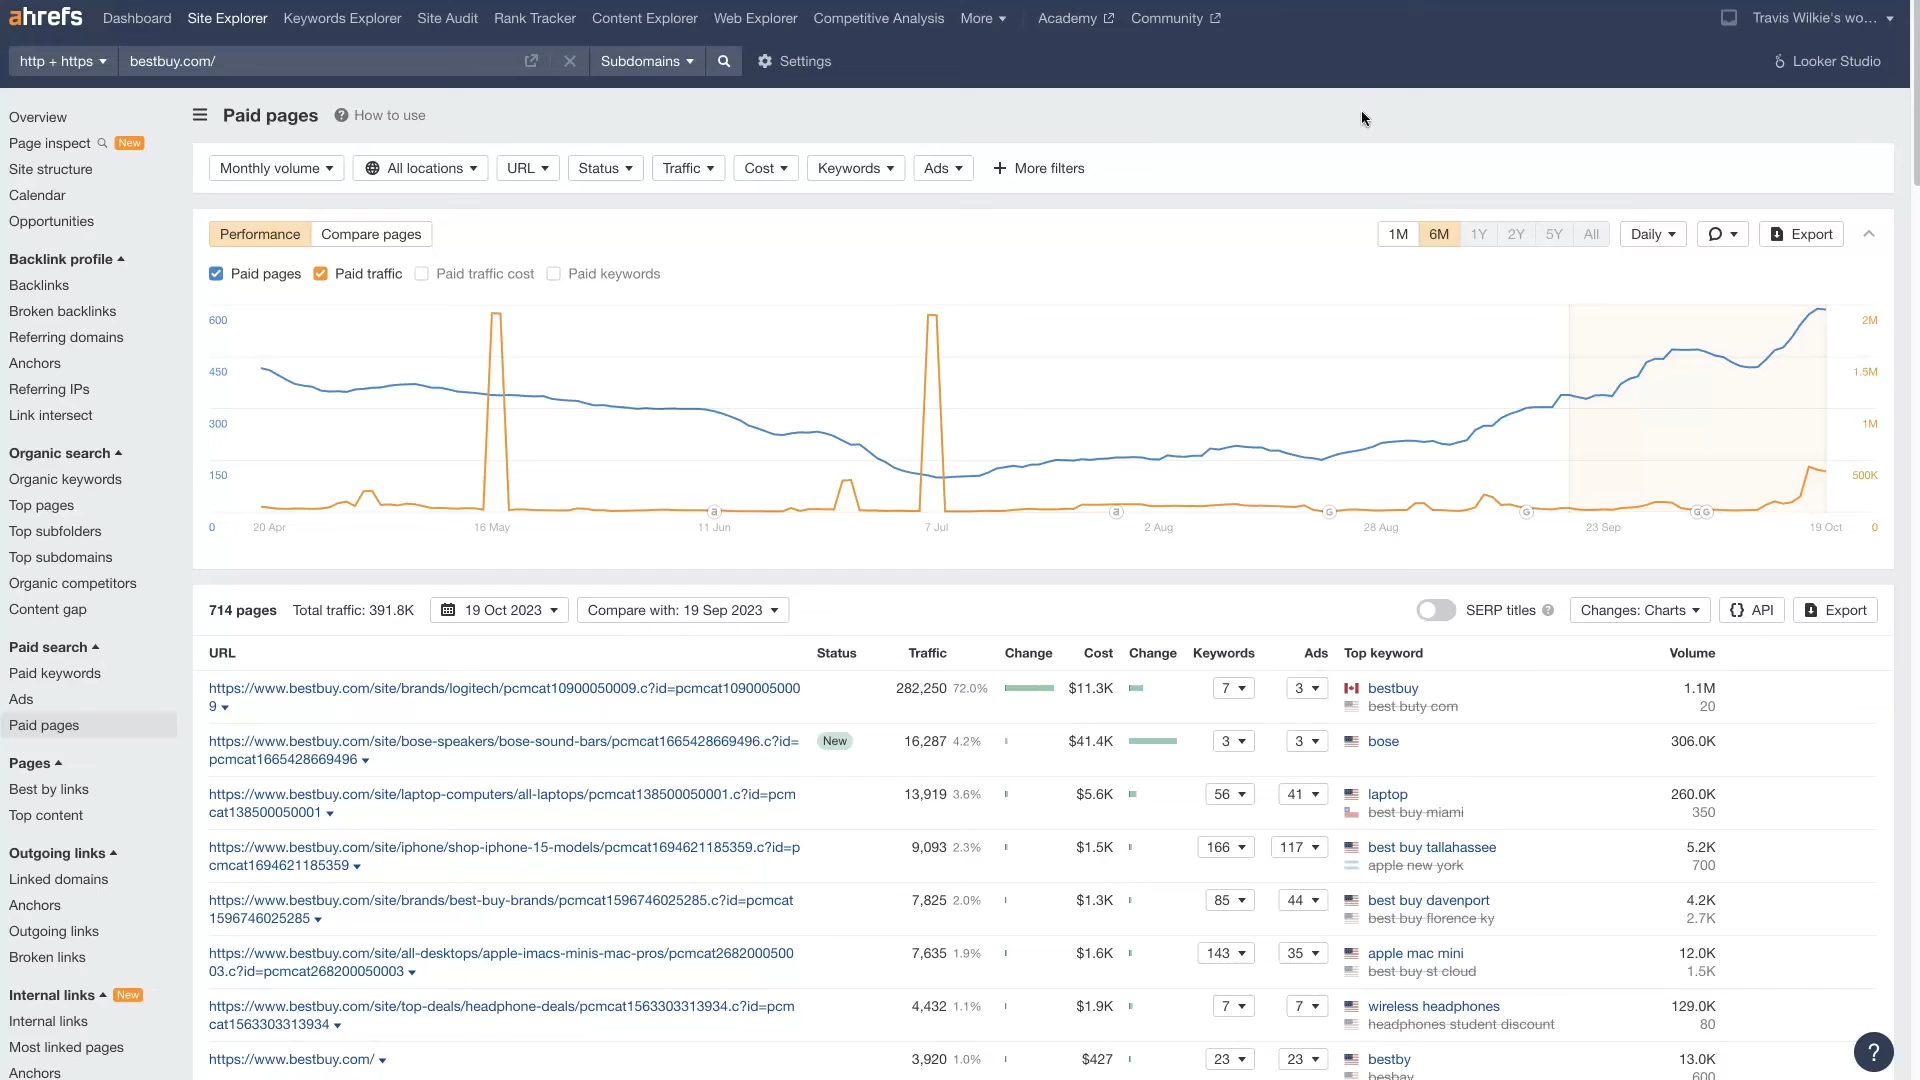 ahrefs Dashboard Site Explorer Keywords Explorer Site Audit Rank Tracker Content Explorer Web Explorer Competitive Analysis More Academy Community Travis Wilkie's wo...
http + https bestbuy.com/ Subdomains Settings Looker Studio
Overview
Page inspect New
Site structure
Calendar
Opportunities
Backlink profile
Backlinks
Broken backlinks
Referring domains
Anchors
Referring IPs
Link intersect
Organic search
Organic keywords
Top pages
Top subfolders
Top subdomains
Organic competitors
Content gap
Paid search
Paid keywords
Ads
Paid pages
Pages
Best by links
Top content
Outgoing links
Linked domains
Anchors
Outgoing links
Broken links
Internal links New
Internal links
Most linked pages
Anchors
Paid pages ? How to use
Monthly volume All locations URL Status Traffic Cost Keywords Ads + More filters
Performance Compare pages 1M 6M 1Y 2Y 5Y All Daily Export
Paid pages Paid traffic Paid traffic cost Paid keywords
600 2M
450 1.5M
300 1M
150 500K
a a G G G G
0 20 Apr 16 May 11 Jun 7 Jul 2 Aug 28 Aug 23 Sep 19 Oct 0
714 pages Total traffic: 391.8K 19 Oct 2023 Compare with: 19 Sep 2023 SERP titles ? Changes: Charts {} API Export
URL Status Traffic Change Cost Change Keywords Ads Top keyword Volume
https://www.bestbuy.com/site/brands/logitech/pcmcat10900050009.c?id=pcmcat1090005000 282,250 72.0% $11.3K 7 3 bestbuy 1.1M
9 best buty com 20
https://www.bestbuy.com/site/bose-speakers/bose-sound-bars/pcmcat1665428669496.c?id= New 16,287 4.2% $41.4K 3 3 bose 306.0K
pcmcat1665428669496
https://www.bestbuy.com/site/laptop-computers/all-laptops/pcmcat138500050001.c?id=pcm 13,919 3.6% $5.6K 56 41 laptop 260.0K
cat138500050001 best buy miami 350
https://www.bestbuy.com/site/iphone/shop-iphone-15-models/pcmcat1694621185359.c?id=p 9,093 2.3% $1.5K 166 117 best buy tallahassee 5.2K
cmcat1694621185359 apple new york 700
https://www.bestbuy.com/site/brands/best-buy-brands/pcmcat1596746025285.c?id=pcmcat 7,825 2.0% $1.3K 85 44 best buy davenport 4.2K
1596746025285 best buy florence ky 2.7K
https://www.bestbuy.com/site/all-desktops/apple-imacs-minis-mac-pros/pcmcat2682000500 7,635 1.9% $1.6K 143 35 apple mac mini 12.0K
03.c?id=pcmcat268200050003 best buy st cloud 1.5K
https://www.bestbuy.com/site/top-deals/headphone-deals/pcmcat1563303313934.c?id=pcm 4,432 1.1% $1.9K 7 7 wireless headphones 129.0K
cat1563303313934 headphones student discount 80
https://www.bestbuy.com/ 3,920 1.0% $427 23 23 bestby 13.0K
besbay 600
?